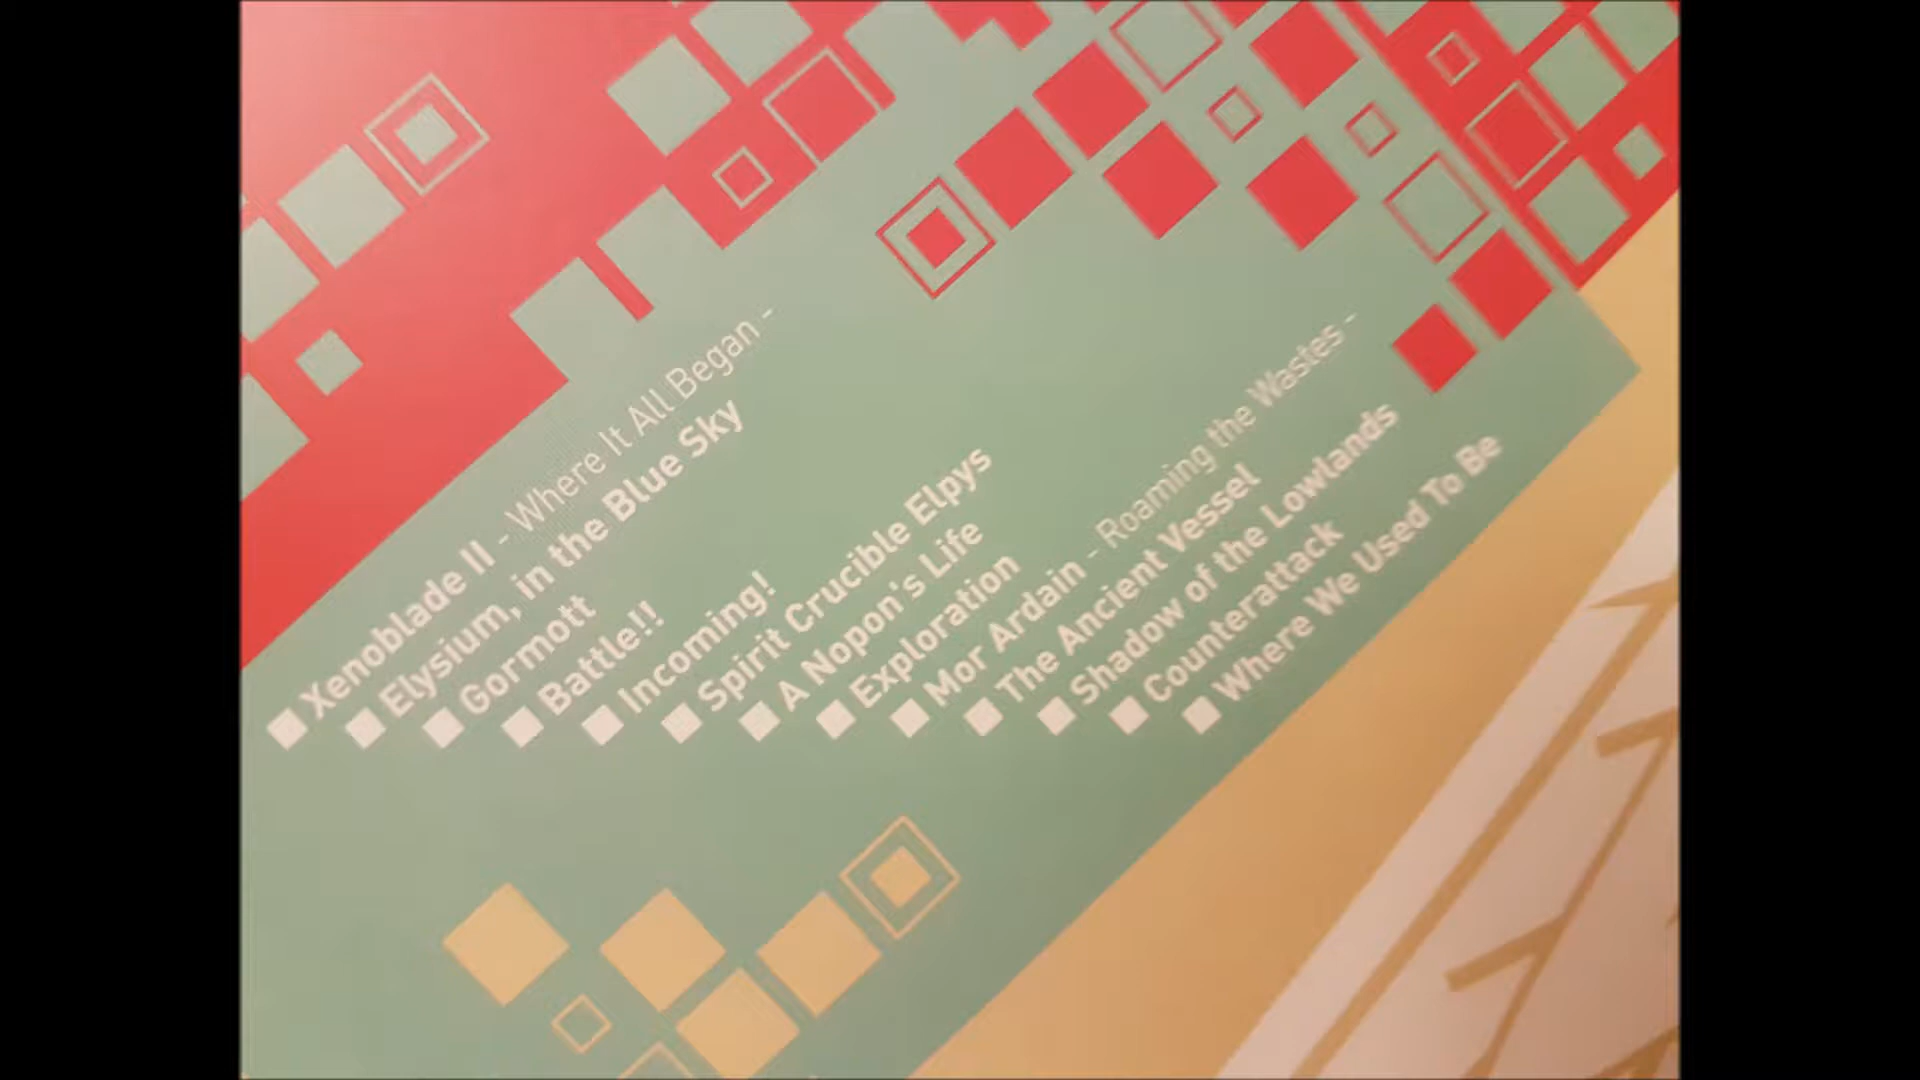 Xenoblade II - Where It All Began -
Elysium, in the Blue Sky
Gormott
Battle!!
Incoming!
Spirit Crucible Elpys
A Nopon's Life
Exploration
Mor Ardain - Roaming the Wastes -
The Ancient Vessel
Shadow of the Lowlands
Counterattack
Where We Used To Be